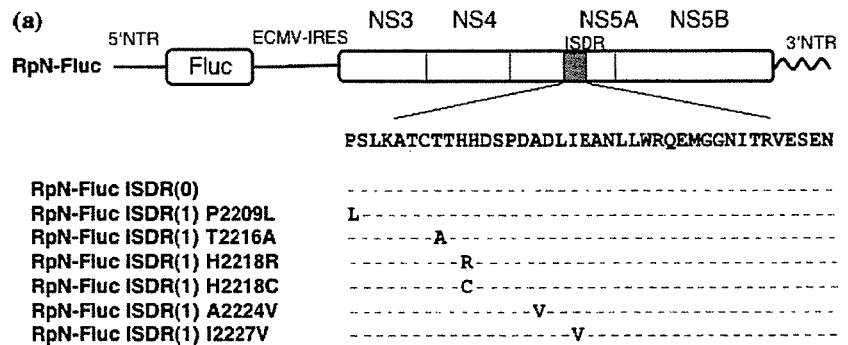 (a)
NS3 NS4 NS5A NS5B
5'NTR ECMV-IRES ISDR 3'NTR
RpN-Fluc Fluc
PSLKATCTTHHDSPDADLIEANLLWRQEMGGNITRVESEN
RpN-Fluc ISDR(0) ----------------------------------------
RpN-Fluc ISDR(1) P2209L L---------------------------------------
RpN-Fluc ISDR(1) T2216A -------A--------------------------------
RpN-Fluc ISDR(1) H2218R ---------R------------------------------
RpN-Fluc ISDR(1) H2218C ---------C------------------------------
RpN-Fluc ISDR(1) A2224V ---------------V------------------------
RpN-Fluc ISDR(1) I2227V ------------------V---------------------